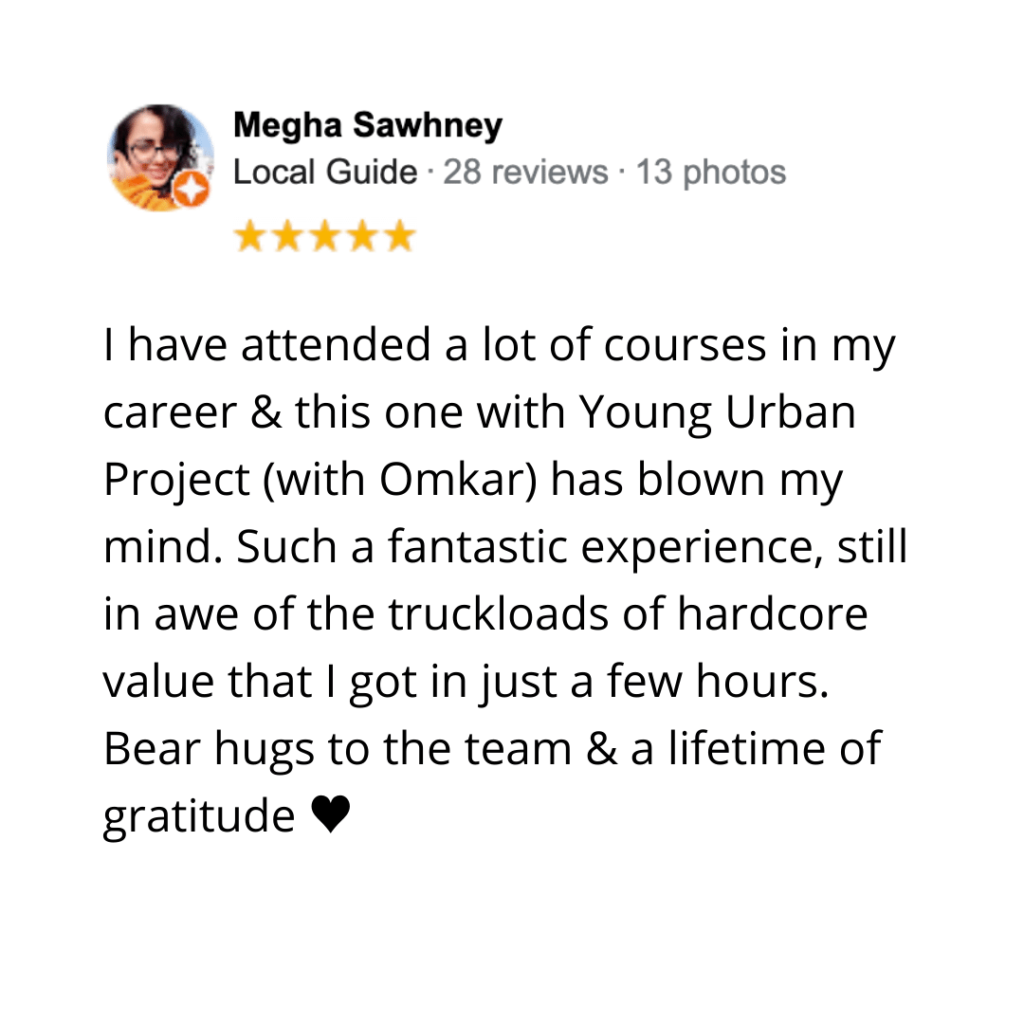 Megha Sawhney
Local Guide · 28 reviews · 13 photos
I have attended a lot of courses in my
career & this one with Young Urban
Project (with Omkar) has blown my
mind. Such a fantastic experience, still
in awe of the truckloads of hardcore
value that I got in just a few hours.
Bear hugs to the team & a lifetime of
gratitude ♥